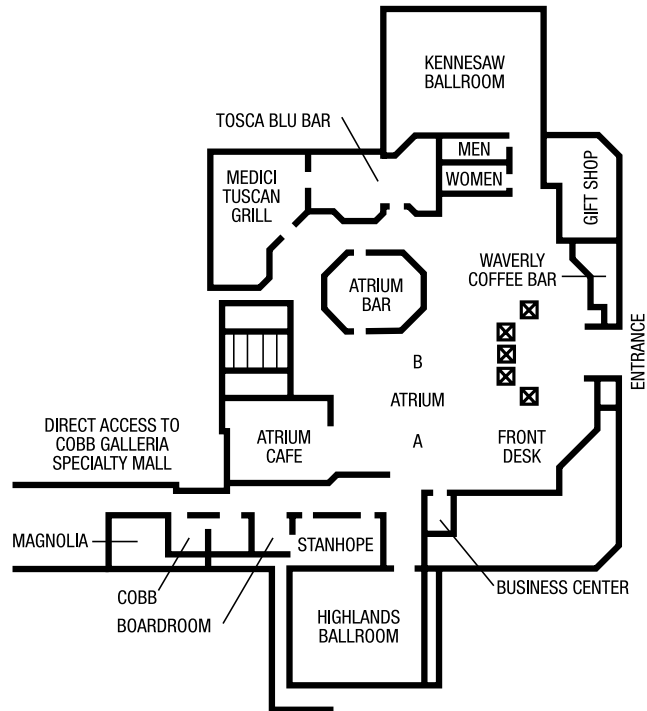 KENNESAW
BALLROOM
TOSCA BLU BAR
MEN
WOMEN
MEDICI
TUSCAN
GRILL
GIFT SHOP
WAVERLY
COFFEE BAR
ATRIUM
BAR
ENTRANCE
B
ATRIUM
A
DIRECT ACCESS TO
COBB GALLERIA
SPECIALTY MALL
ATRIUM
CAFE
FRONT
DESK
MAGNOLIA
STANHOPE
COBB
BOARDROOM
BUSINESS CENTER
HIGHLANDS
BALLROOM